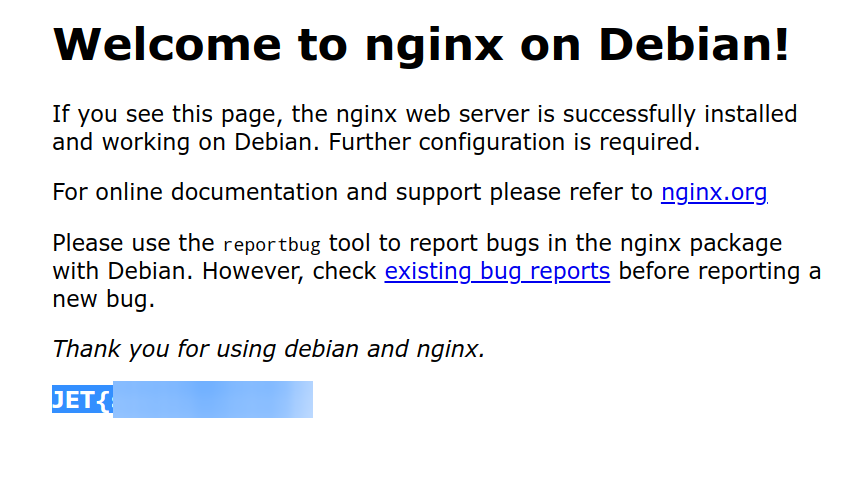 Welcome to nginx on Debian!
If you see this page, the nginx web server is successfully installed
and working on Debian. Further configuration is required.
For online documentation and support please refer to nginx.org
Please use the reportbug tool to report bugs in the nginx package
with Debian. However, check existing bug reports before reporting a
new bug.
Thank you for using debian and nginx.
JET{